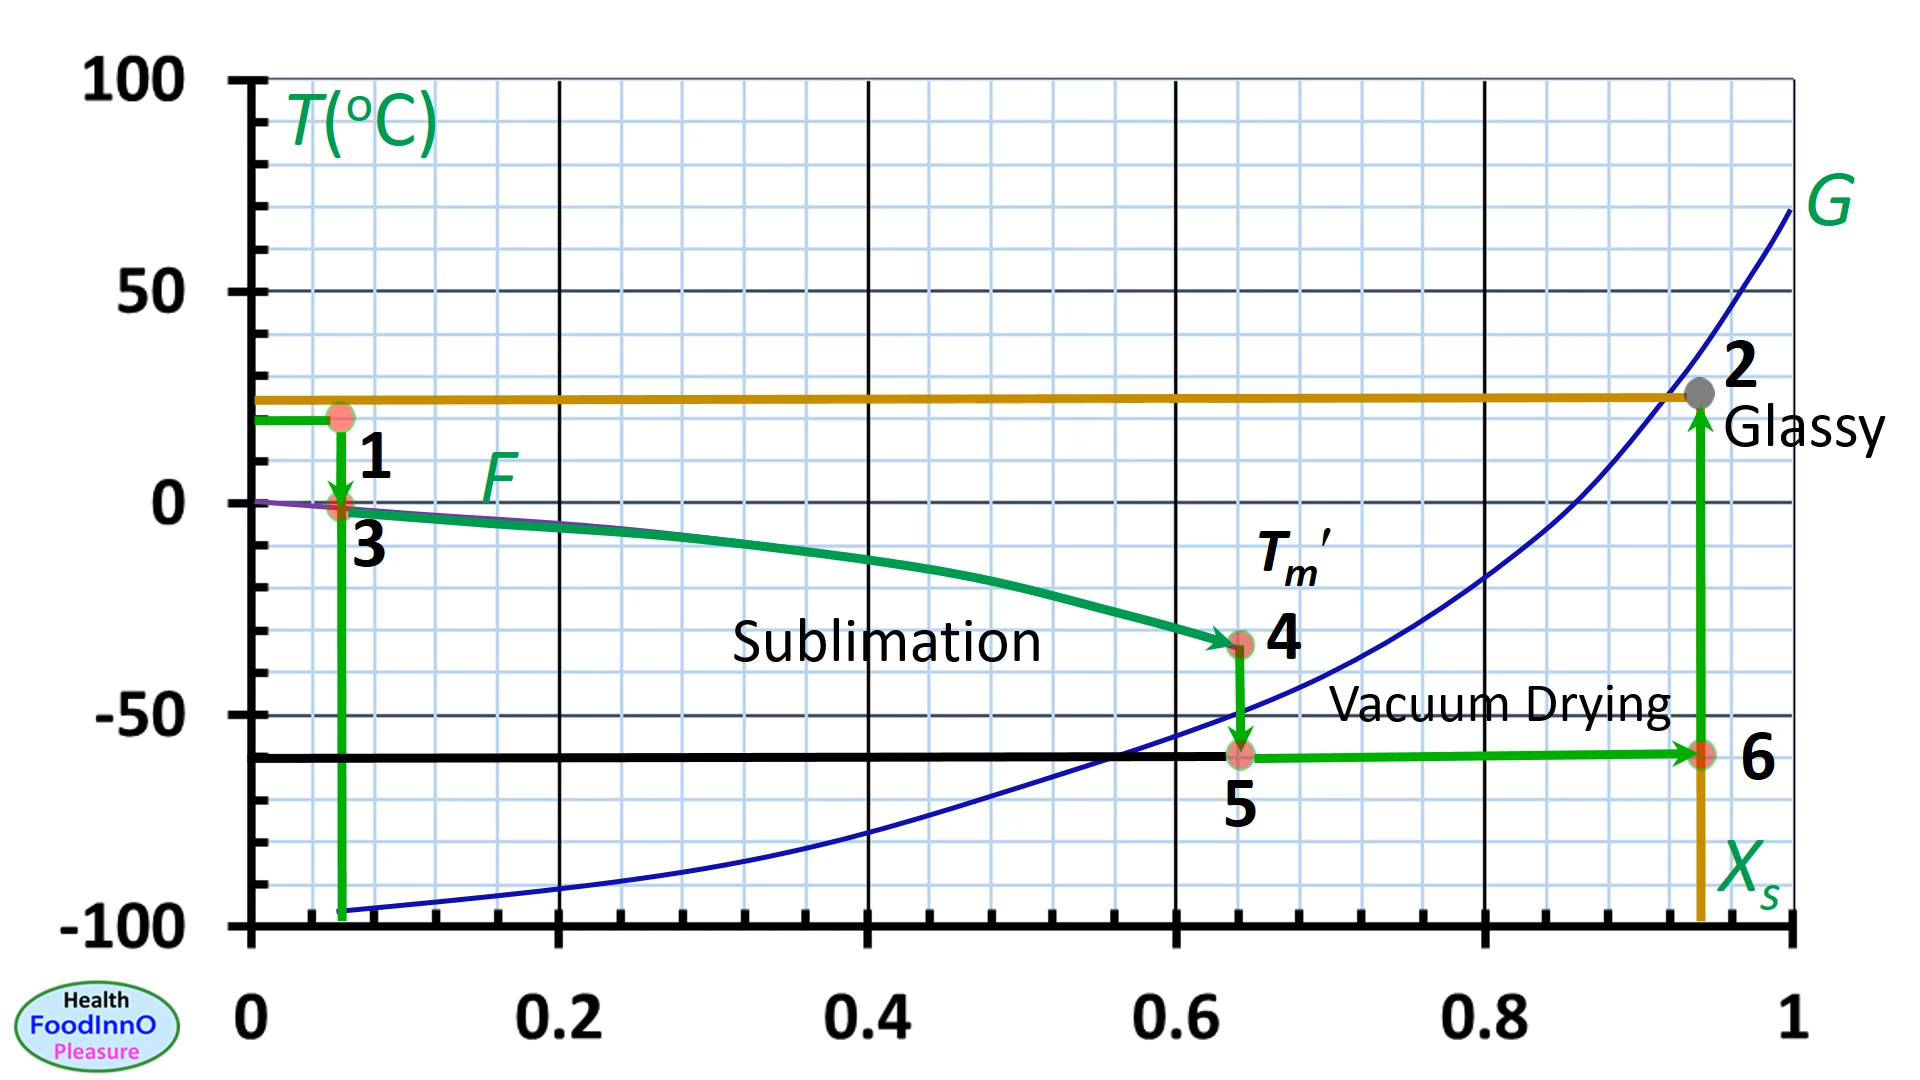 100
T(°C)
G
50
2
Glassy
1
F
0
3
Tm′
4
Sublimation
-50
Vacuum Drying
6
5
Xs
-100
0 0.2 0.4 0.6 0.8 1
Health
FoodInnO
Pleasure